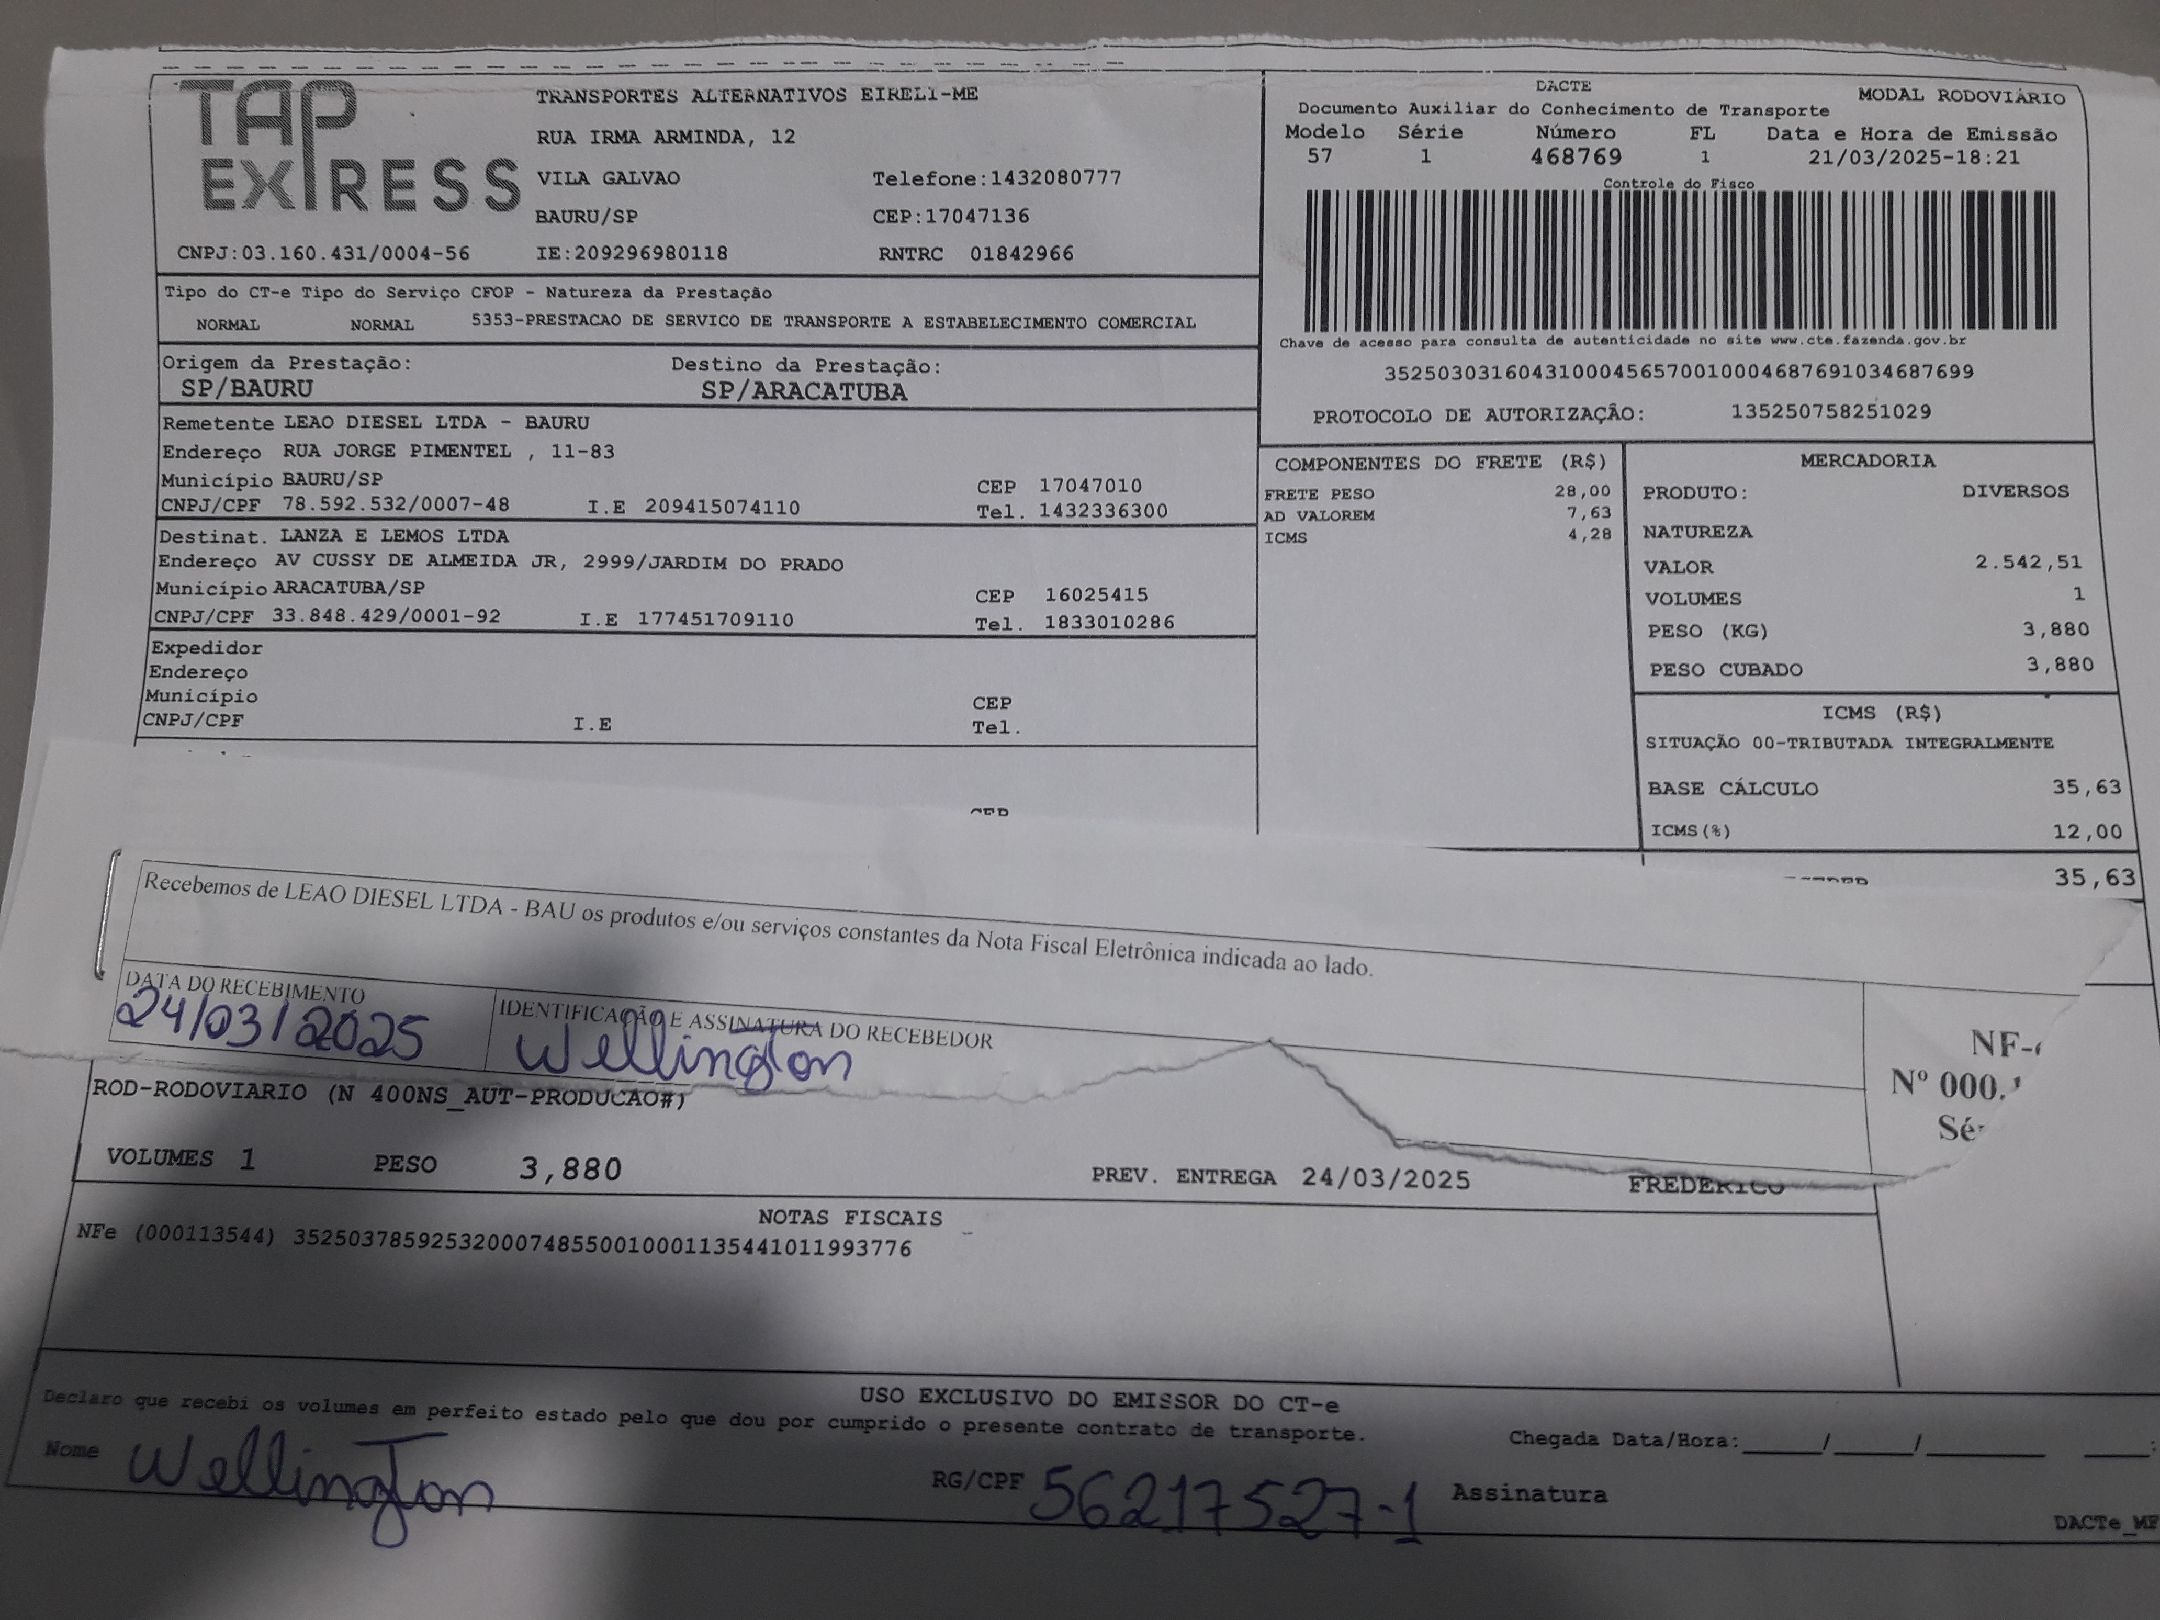 TAP EXPRESS
TRANSPORTES ALTERNATIVOS EIRELI-ME
RUA IRMA ARMINDA, 12
VILA GALVAO Telefone:1432080777
BAURU/SP CEP:17047136
CNPJ:03.160.431/0004-56 IE:209296980118 RNTRC 01842966
DACTE MODAL RODOVIÁRIO
Documento Auxiliar do Conhecimento de Transporte
Modelo Série Número FL Data e Hora de Emissão
57 1 468769 1 21/03/2025-18:21
Controle do Fisco
Chave de acesso para consulta de autenticidade no site www.cte.fazenda.gov.br
35250303160431000456570010004687691034687699
PROTOCOLO DE AUTORIZAÇÃO: 135250758251029
Tipo do CT-e Tipo do Serviço CFOP - Natureza da Prestação
NORMAL NORMAL 5353-PRESTACAO DE SERVICO DE TRANSPORTE A ESTABELECIMENTO COMERCIAL
Origem da Prestação: Destino da Prestação:
SP/BAURU SP/ARACATUBA
Remetente LEAO DIESEL LTDA - BAURU
Endereço RUA JORGE PIMENTEL , 11-83
Município BAURU/SP CEP 17047010
CNPJ/CPF 78.592.532/0007-48 I.E 209415074110 Tel. 1432336300
Destinat. LANZA E LEMOS LTDA
Endereço AV CUSSY DE ALMEIDA JR, 2999/JARDIM DO PRADO
Município ARACATUBA/SP CEP 16025415
CNPJ/CPF 33.848.429/0001-92 I.E 177451709110 Tel. 1833010286
Expedidor
Endereço
Município CEP
CNPJ/CPF I.E Tel.
COMPONENTES DO FRETE (R$)
FRETE PESO 28,00
AD VALOREM 7,63
ICMS 4,28
MERCADORIA
PRODUTO: DIVERSOS
NATUREZA
VALOR 2.542,51
VOLUMES 1
PESO (KG) 3,880
PESO CUBADO 3,880
ICMS (R$)
SITUAÇÃO 00-TRIBUTADA INTEGRALMENTE
BASE CÁLCULO 35,63
ICMS(%) 12,00
35,63
Recebemos de LEAO DIESEL LTDA - BAU os produtos e/ou serviços constantes da Nota Fiscal Eletrônica indicada ao lado.
DATA DO RECEBIMENTO IDENTIFICAÇÃO E ASSINATURA DO RECEBEDOR
24/03/2025 Wellington
NF-
Nº 000.
Sé
ROD-RODOVIARIO (N 400NS_AUT-PRODUCAO#)
VOLUMES 1 PESO 3,880 PREV. ENTREGA 24/03/2025 FREDERICO
NOTAS FISCAIS
NFe (000113544) 35250378592532000748550010001135441011993776
USO EXCLUSIVO DO EMISSOR DO CT-e
Declaro que recebi os volumes em perfeito estado pelo que dou por cumprido o presente contrato de transporte.
Chegada Data/Hora:_____/_____/______ ____:
Nome Wellington RG/CPF 56217527-1 Assinatura
DACTe_MF